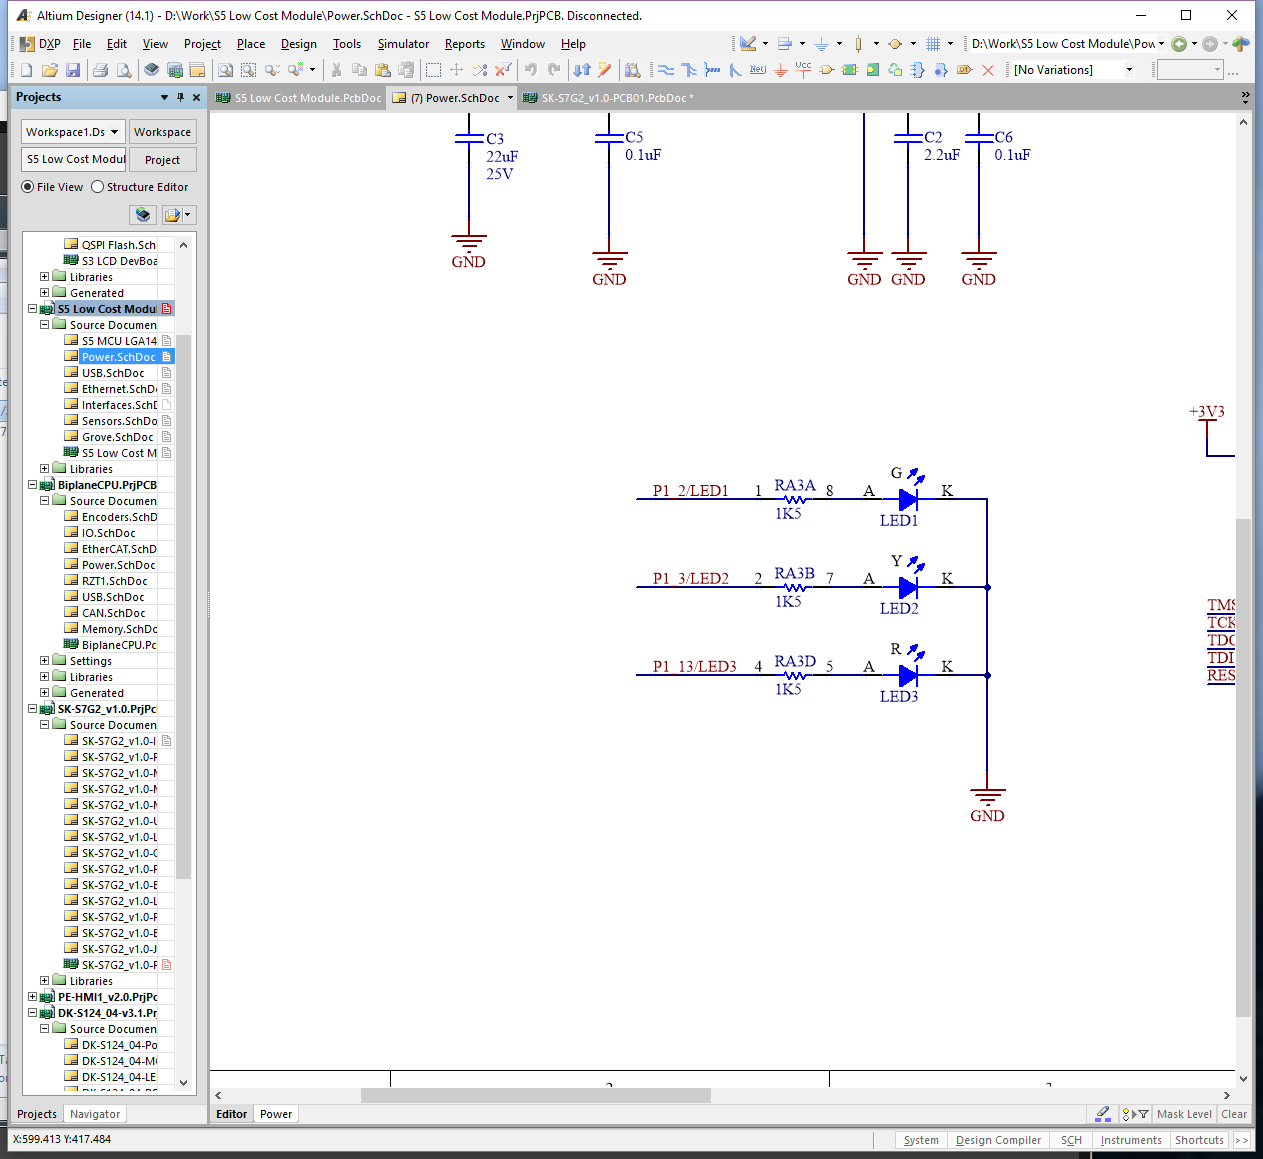 Altium Designer (14.1) - D:\Work\S5 Low Cost Module\Power.SchDoc - S5 Low Cost Module.PrjPCB. Disconnected.
DXP File Edit View Project Place Design Tools Simulator Reports Window Help D:\Work\S5 Low Cost Module\Pow
Net Vcc [No Variations] ...
Projects
S5 Low Cost Module.PcbDoc (7) Power.SchDoc SK-S7G2_v1.0-PCB01.PcbDoc *
Workspace1.Ds Workspace
S5 Low Cost Modul Project
File View Structure Editor
QSPI Flash.Sch
S3 LCD DevBoa
Libraries
Generated
S5 Low Cost Modu
Source Documen
S5 MCU LGA14
Power.SchDoc
USB.SchDoc
Ethernet.SchD
Interfaces.SchD
Sensors.SchDo
Grove.SchDoc
S5 Low Cost M
Libraries
BiplaneCPU.PrjPCB
Source Documen
Encoders.SchD
IO.SchDoc
EtherCAT.SchD
Power.SchDoc
RZT1.SchDoc
USB.SchDoc
CAN.SchDoc
Memory.SchDo
BiplaneCPU.Pc
Settings
Libraries
Generated
SK-S7G2_v1.0.PrjPc
Source Documen
SK-S7G2_v1.0-I
SK-S7G2_v1.0-P
SK-S7G2_v1.0-M
SK-S7G2_v1.0-M
SK-S7G2_v1.0-M
SK-S7G2_v1.0-U
SK-S7G2_v1.0-L
SK-S7G2_v1.0-C
SK-S7G2_v1.0-P
SK-S7G2_v1.0-E
SK-S7G2_v1.0-L
SK-S7G2_v1.0-P
SK-S7G2_v1.0-E
SK-S7G2_v1.0-J
SK-S7G2_v1.0-P
Libraries
PE-HMI1_v2.0.PrjPc
DK-S124_04-v3.1.Prj
Source Documen
DK-S124_04-Po
DK-S124_04-M
DK-S124_04-LE
Projects Navigator
C3
22uF
25V
GND
C5
0.1uF
GND
GND
C2
2.2uF
GND
C6
0.1uF
GND
+3V3
P1_2/LED1 1 RA3A 8 A G K
1K5 LED1
P1_3/LED2 2 RA3B 7 A Y K
1K5 LED2
P1_13/LED3 4 RA3D 5 A R K
1K5 LED3
GND
TMS
TCK
TDO
TDI
RES
2 3
Editor Power Mask Level Clear
X:599.413 Y:417.484 System Design Compiler SCH Instruments Shortcuts >>